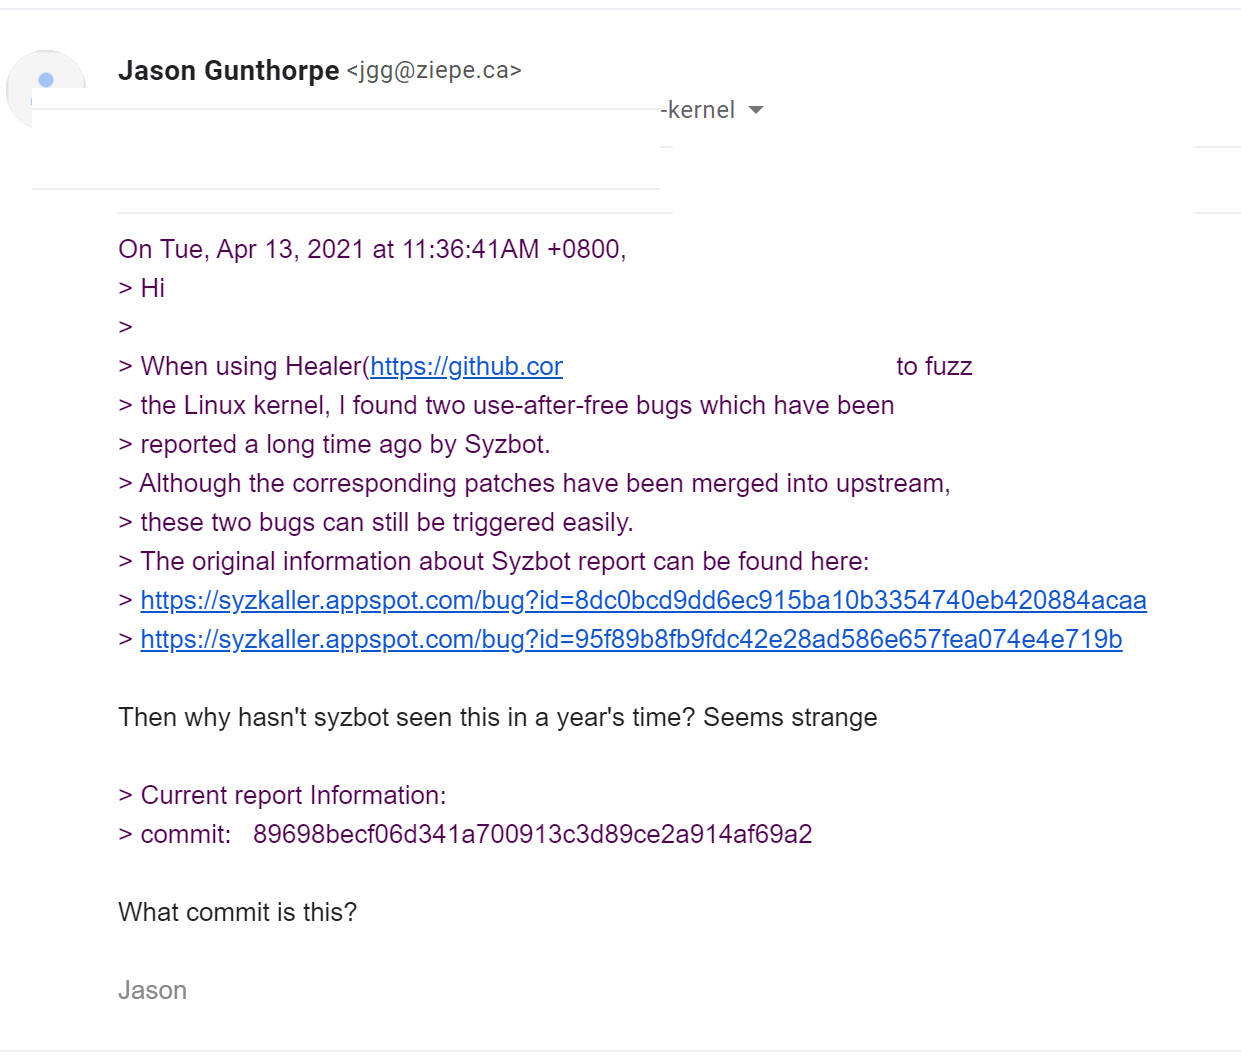 Jason Gunthorpe <jgg@ziepe.ca>
-kernel
On Tue, Apr 13, 2021 at 11:36:41AM +0800,
> Hi
>
> When using Healer(https://github.cor to fuzz
> the Linux kernel, I found two use-after-free bugs which have been
> reported a long time ago by Syzbot.
> Although the corresponding patches have been merged into upstream,
> these two bugs can still be triggered easily.
> The original information about Syzbot report can be found here:
> https://syzkaller.appspot.com/bug?id=8dc0bcd9dd6ec915ba10b3354740eb420884acaa
> https://syzkaller.appspot.com/bug?id=95f89b8fb9fdc42e28ad586e657fea074e4e719b
Then why hasn't syzbot seen this in a year's time? Seems strange
> Current report Information:
> commit: 89698becf06d341a700913c3d89ce2a914af69a2
What commit is this?
Jason